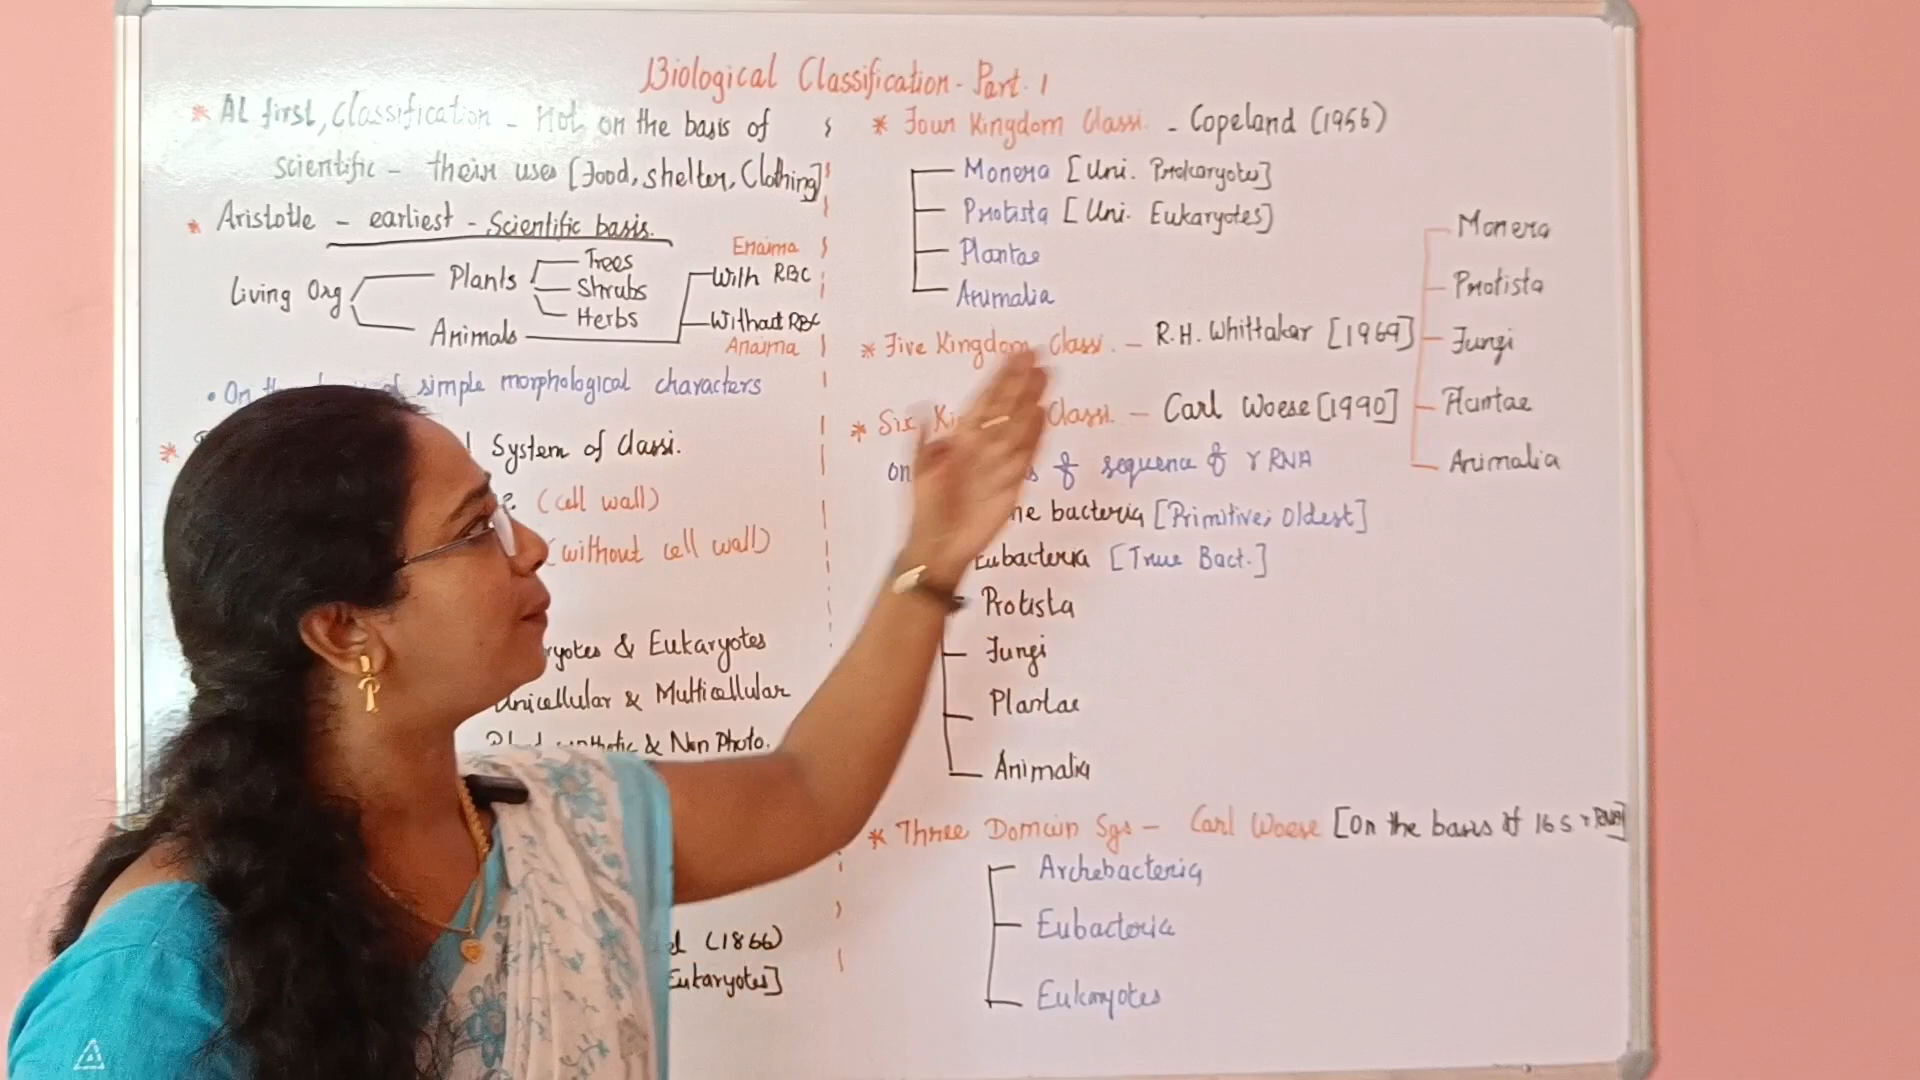 Biological Classification - Part. 1
* At first, Classification - Not on the basis of
scientific - their uses [Food, shelter, Clothing]
* Aristotle - earliest - Scientific basis.
Living Org
Plants
Trees
Shrubs
Herbs
Animals
Enaima
With RBC
Without RBC
Anaima
• On simple morphological characters
* System of Classi.
(Cell wall)
(without cell wall)
& Eukaryotes
Unicellular & Multicellular
& Non Photo.
(1866)
Eukaryotes]
* Four Kingdom Classi. - Copeland (1956)
Monera [Uni. Prokaryotes]
Protista [Uni. Eukaryotes]
Plantae
Animalia
* Five Kingdom Classi. - R.H. Whittakar [1969]
Monera
Protista
Fungi
Plantae
Animalia
* Six Classi. - Carl Woese [1990]
on of sequence of r RNA
bacteria [Primitive; Oldest]
Eubacteria [True Bact.]
Protista
Fungi
Plantae
Animalia
* Three Domain Sys - Carl Woese [On the basis of 16 S r RNA]
Archebacteria
Eubacteria
Eukaryotes